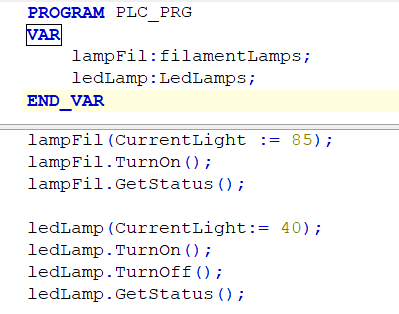 PROGRAM PLC_PRG
VAR
lampFil:filamentLamps;
ledLamp:LedLamps;
END_VAR
lampFil(CurrentLight := 85);
lampFil.TurnOn();
lampFil.GetStatus();
ledLamp(CurrentLight:= 40);
ledLamp.TurnOn();
ledLamp.TurnOff();
ledLamp.GetStatus();